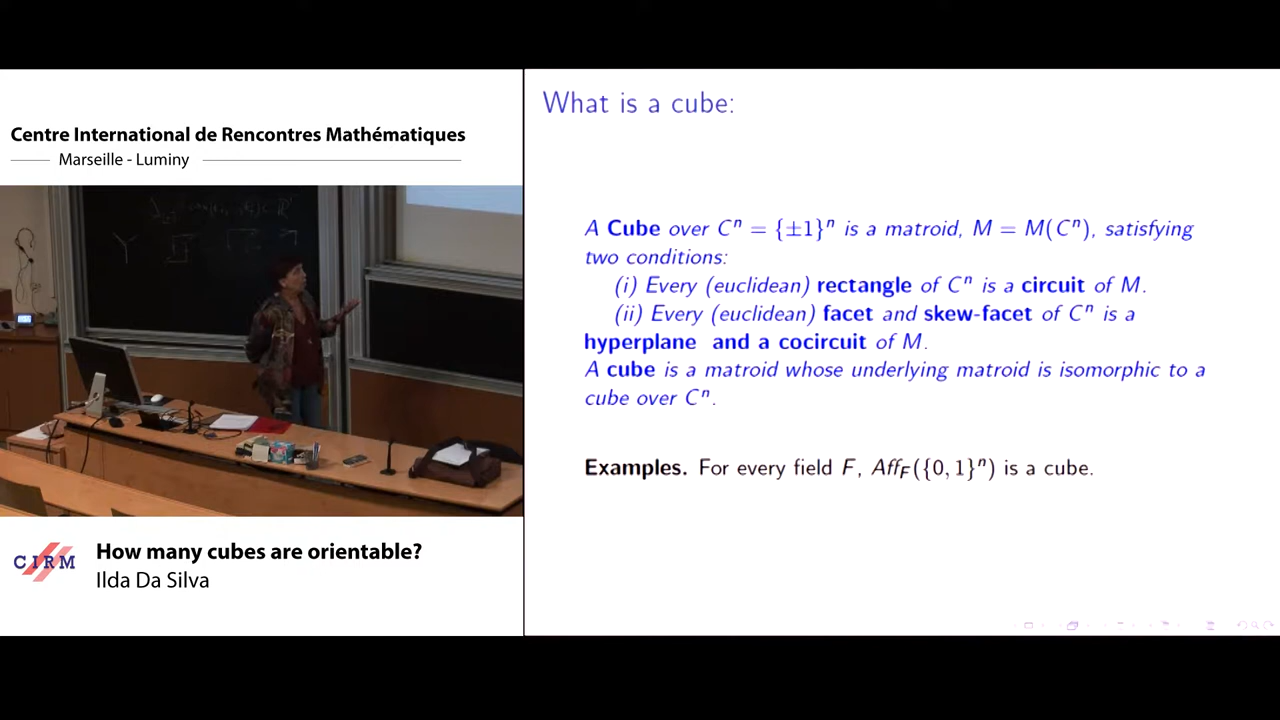 Centre International de Rencontres Mathématiques
Marseille - Luminy
CIRM
How many cubes are orientable?
Ilda Da Silva
What is a cube:
A Cube over Cⁿ = {±1}ⁿ is a matroid, M = M(Cⁿ), satisfying
two conditions:
(i) Every (euclidean) rectangle of Cⁿ is a circuit of M.
(ii) Every (euclidean) facet and skew-facet of Cⁿ is a
hyperplane and a cocircuit of M.
A cube is a matroid whose underlying matroid is isomorphic to a
cube over Cⁿ.
Examples. For every field F, Aff_F({0, 1}ⁿ) is a cube.